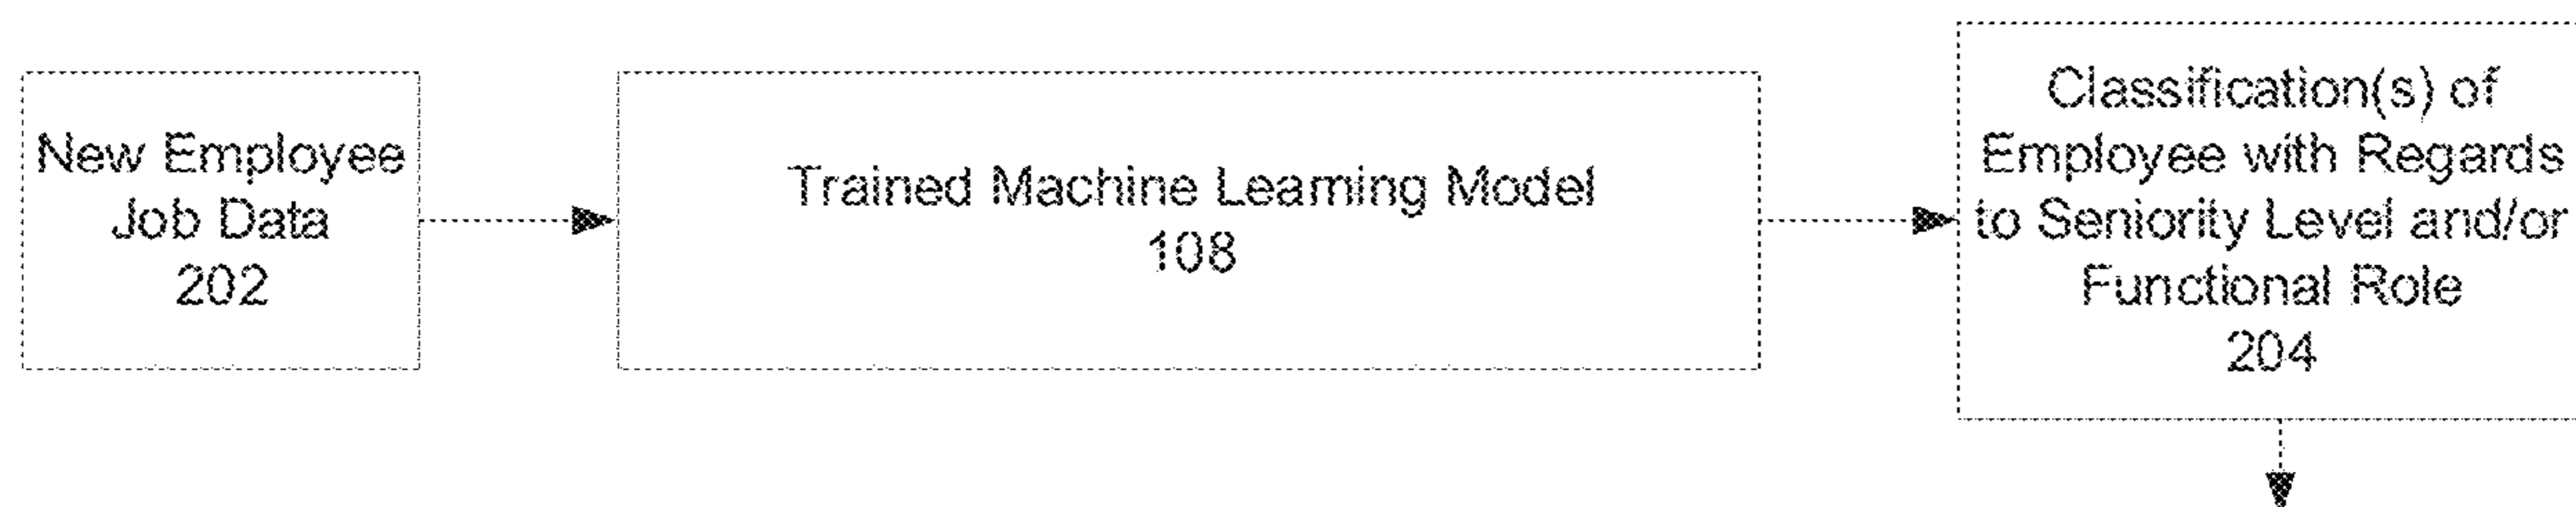 New Employee
Job Data
202
Trained Machine Learning Model
108
Classification(s) of
Employee with Regards
to Seniority Level and/or
Functional Role
204